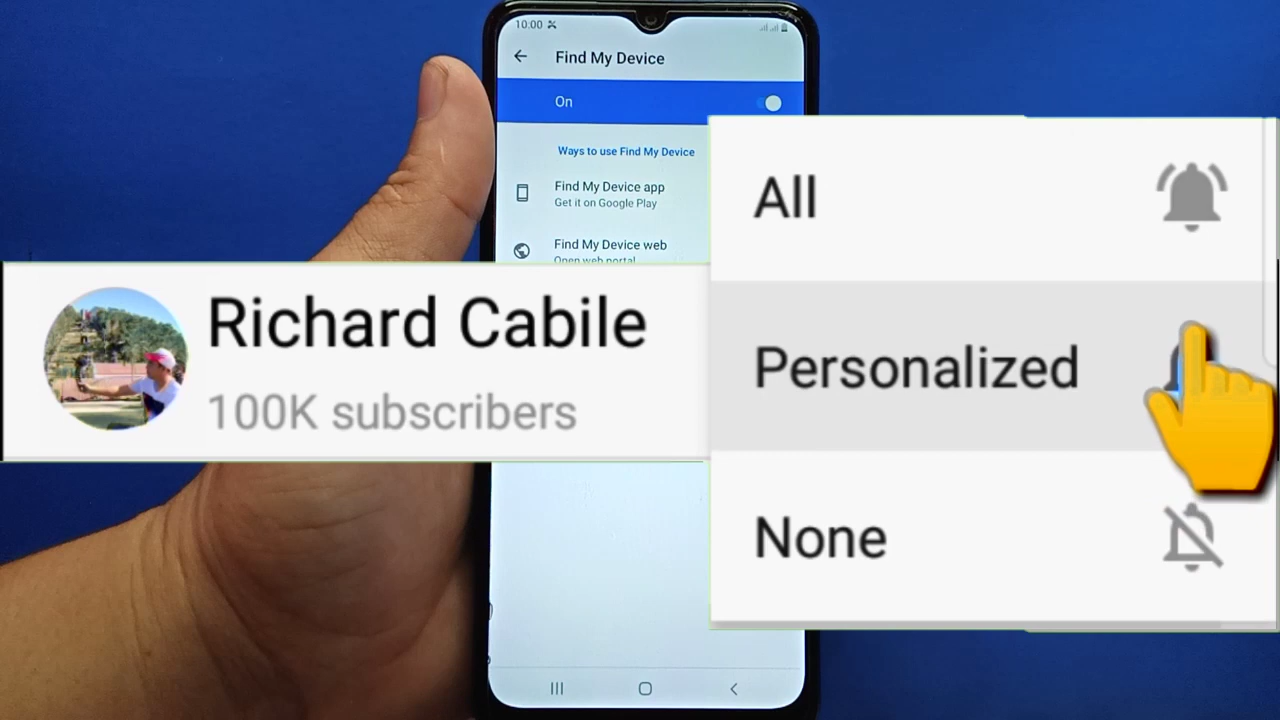 10:00
Find My Device
On
Ways to use Find My Device
Find My Device app
Get it on Google Play
Find My Device web
Open web portal
Richard Cabile
100K subscribers
All
Personalized
None